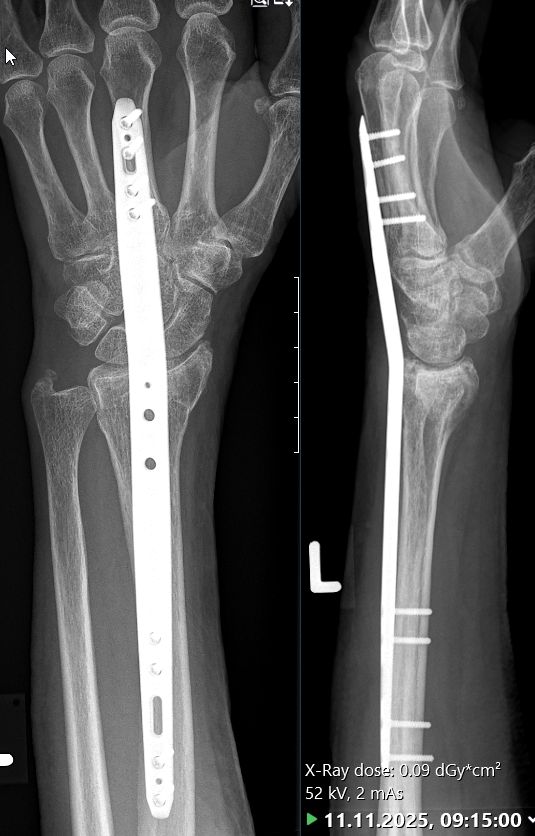 L
X-Ray dose: 0.09 dGy*cm²
52 kV, 2 mAs
11.11.2025, 09:15:00